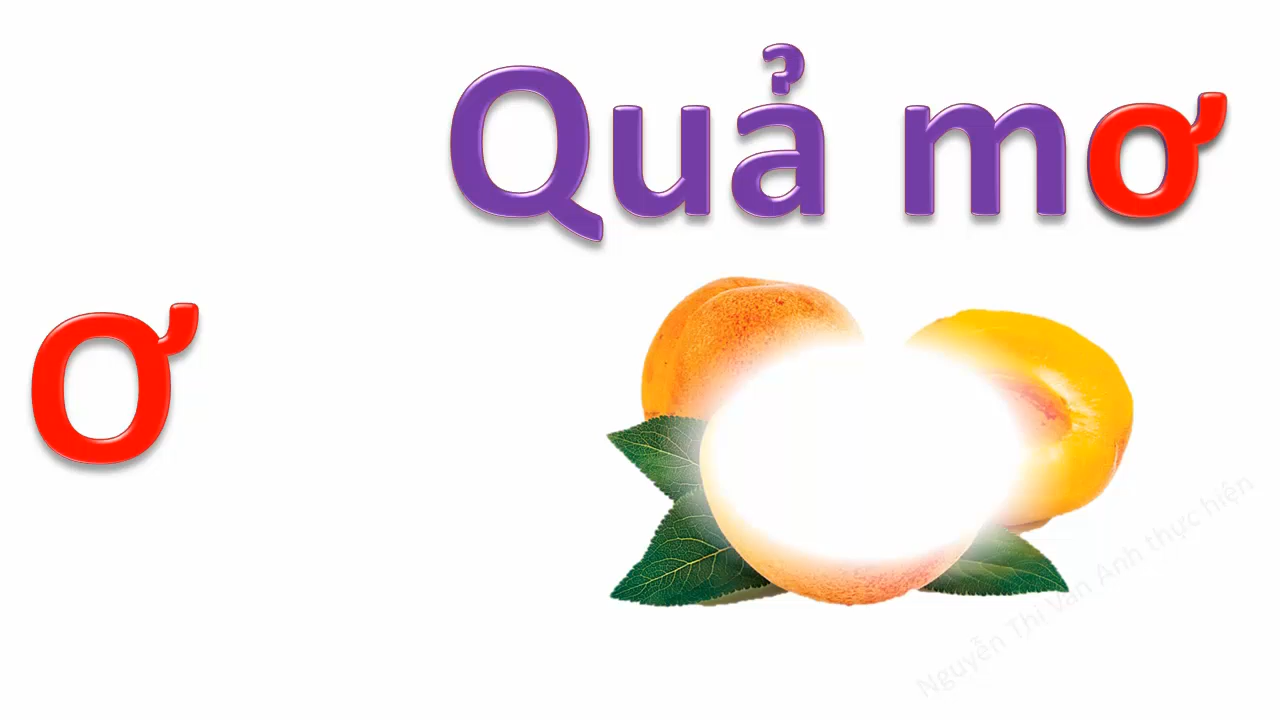 Quả mơ
ơ
Nguyễn Thị Vân Anh thực hiện